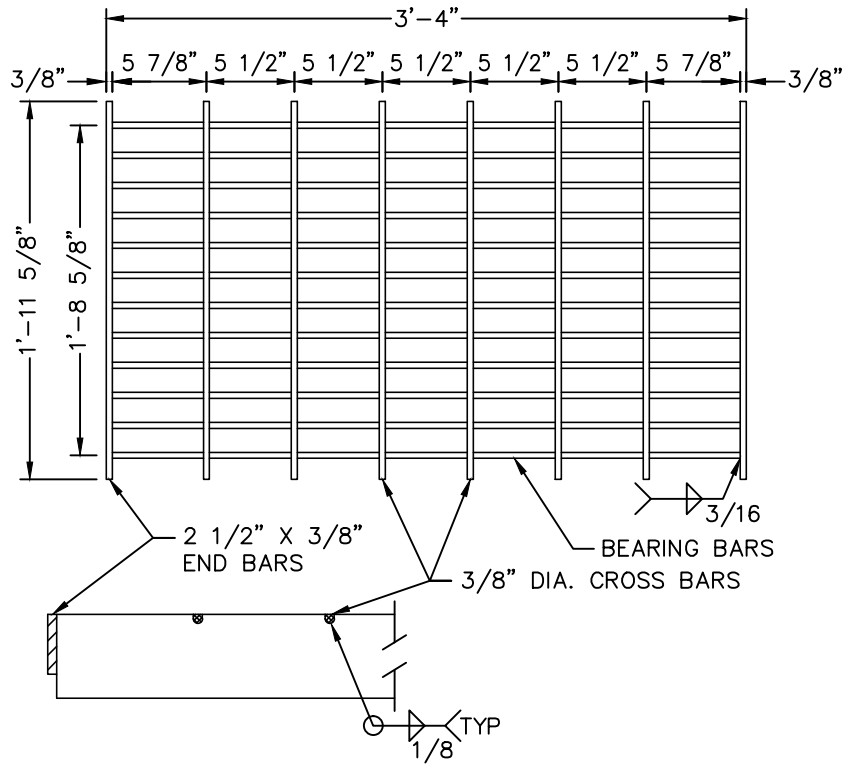 3'-4"
5 7/8" 5 1/2" 5 1/2" 5 1/2" 5 1/2" 5 1/2" 5 7/8"
3/8" 3/8"
1'-11 5/8"
1'-8 5/8"
3/16
2 1/2" X 3/8"
END BARS
BEARING BARS
3/8" DIA. CROSS BARS
TYP
1/8